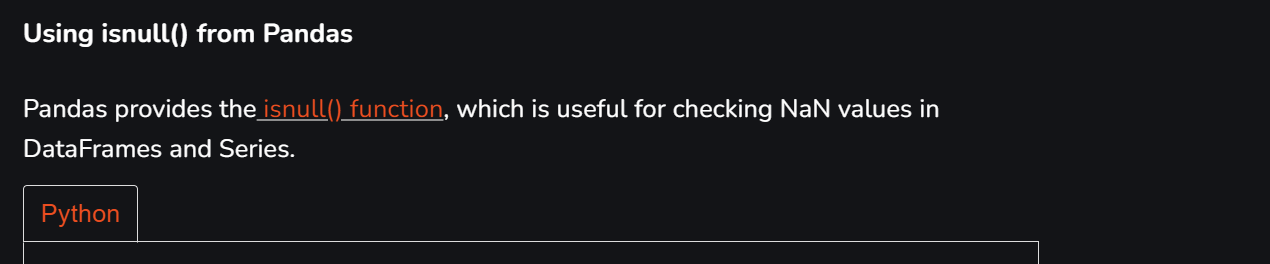 Using isnull() from Pandas
Pandas provides the isnull() function, which is useful for checking NaN values in
DataFrames and Series.
Python